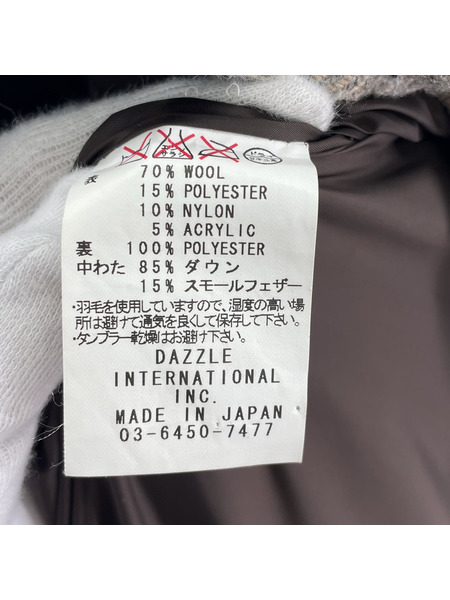 表 70% WOOL
15% POLYESTER
10% NYLON
5% ACRYLIC
裏 100% POLYESTER
中わた 85% ダウン
15% スモールフェザー
・羽毛を使用していますので、湿度の高い場
所は避けて通気を良くして保存して下さい。
・タンブラー乾燥はお避け下さい。
DAZZLE
INTERNATIONAL
INC.
MADE IN JAPAN
03-6450-7477